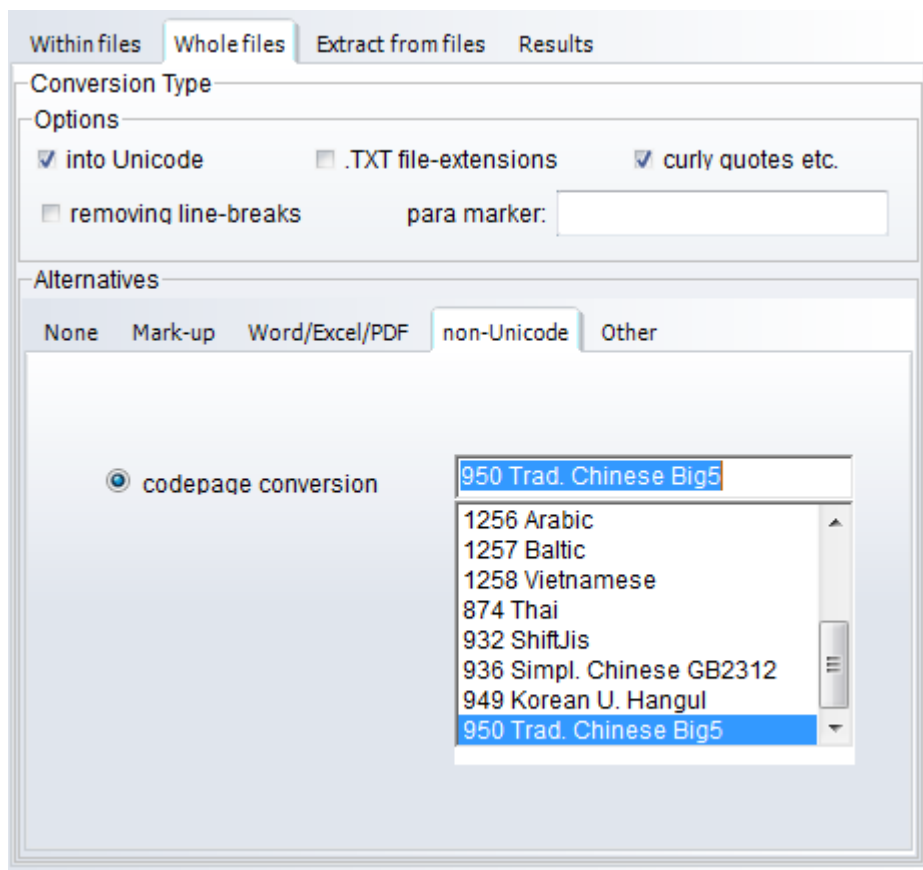 Within files Whole files Extract from files Results
Conversion Type
Options
into Unicode .TXT file-extensions curly quotes etc.
removing line-breaks para marker:
Alternatives
None Mark-up Word/Excel/PDF non-Unicode Other
codepage conversion 950 Trad. Chinese Big5
1256 Arabic
1257 Baltic
1258 Vietnamese
874 Thai
932 ShiftJis
936 Simpl. Chinese GB2312
949 Korean U. Hangul
950 Trad. Chinese Big5